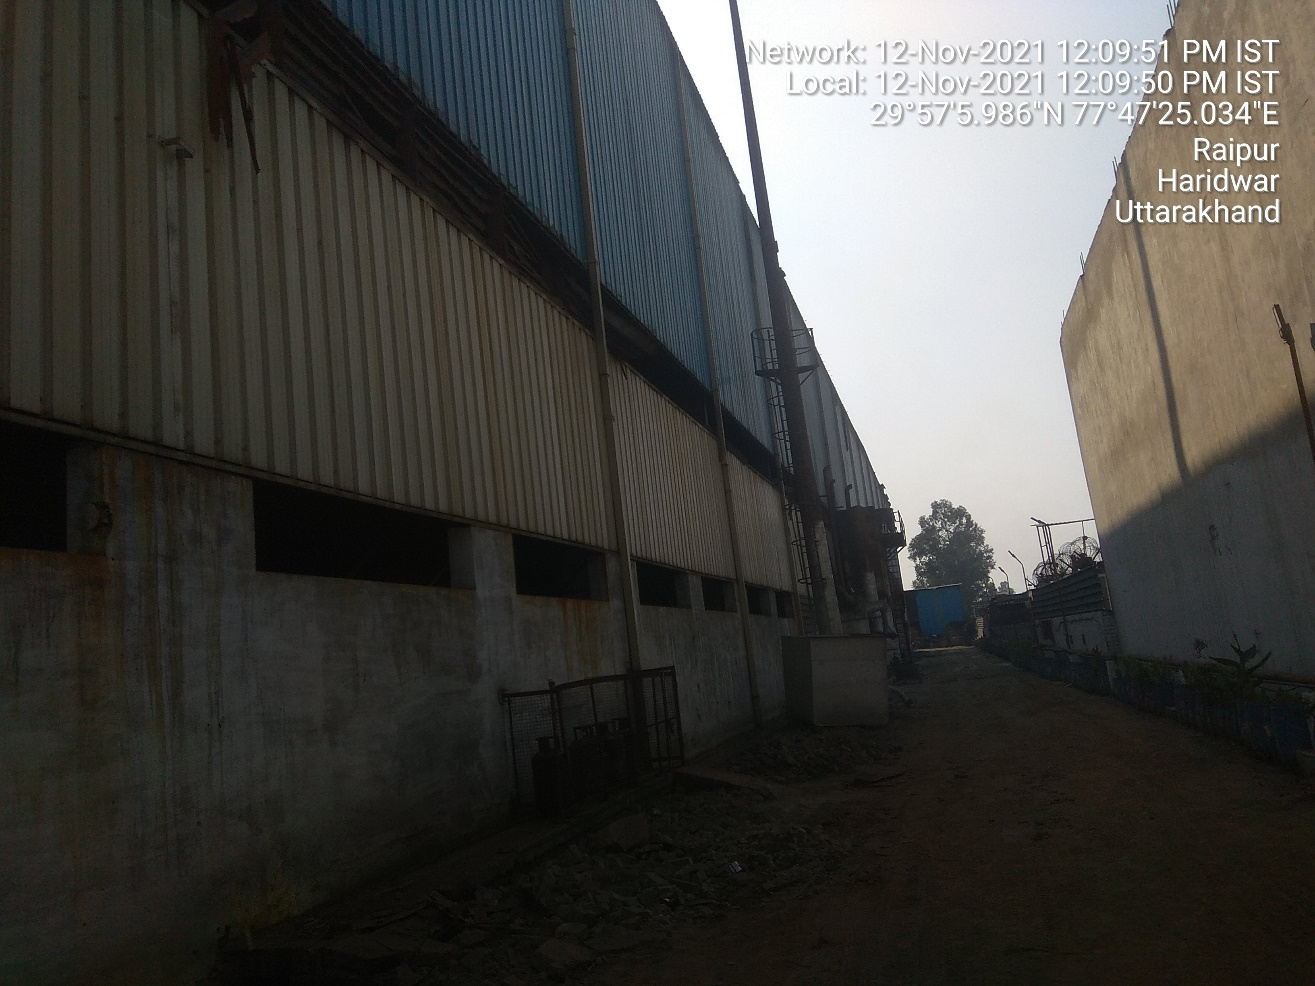 Network: 12-Nov-2021 12:09:51 PM IST
Local: 12-Nov-2021 12:09:50 PM IST
29°57'5.986"N 77°47'25.034"E
Raipur
Haridwar
Uttarakhand